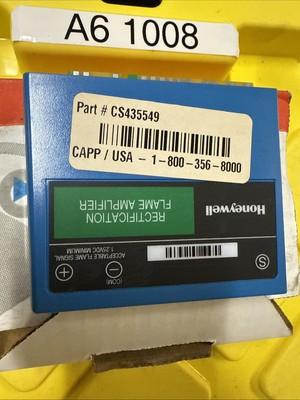 A6 1008
Part # CS435549
CAPP / USA - 1-800-356-8000
Honeywell
RECTIFICATION
FLAME AMPLIFIER
ACCEPTABLE FLAME SIGNAL
1.25VDC MINIMUM
(COM)
S